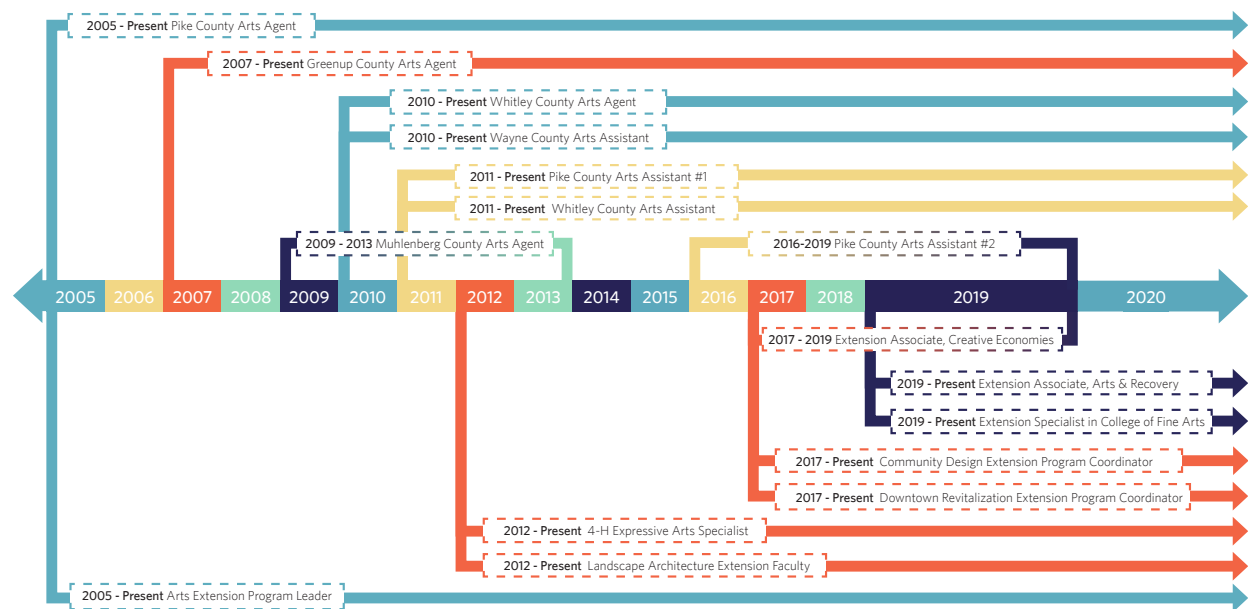 2005 - Present Pike County Arts Agent
2007 - Present Greenup County Arts Agent
2010 - Present Whitley County Arts Agent
2010 - Present Wayne County Arts Assistant
2011 - Present Pike County Arts Assistant #1
2011 - Present Whitley County Arts Assistant
2009 - 2013 Muhlenberg County Arts Agent
2016-2019 Pike County Arts Assistant #2
2005
2006
2007
2008
2009
2010
2011
2012
2013
2014
2015
2016
2017
2018
2019
2020
2017 - 2019 Extension Associate, Creative Economies
2019 - Present Extension Associate, Arts & Recovery
2019 - Present Extension Specialist in College of Fine Arts
2017 - Present Community Design Extension Program Coordinator
2017 - Present Downtown Revitalization Extension Program Coordinator
2012 - Present 4-H Expressive Arts Specialist
2012 - Present Landscape Architecture Extension Faculty
2005 - Present Arts Extension Program Leader